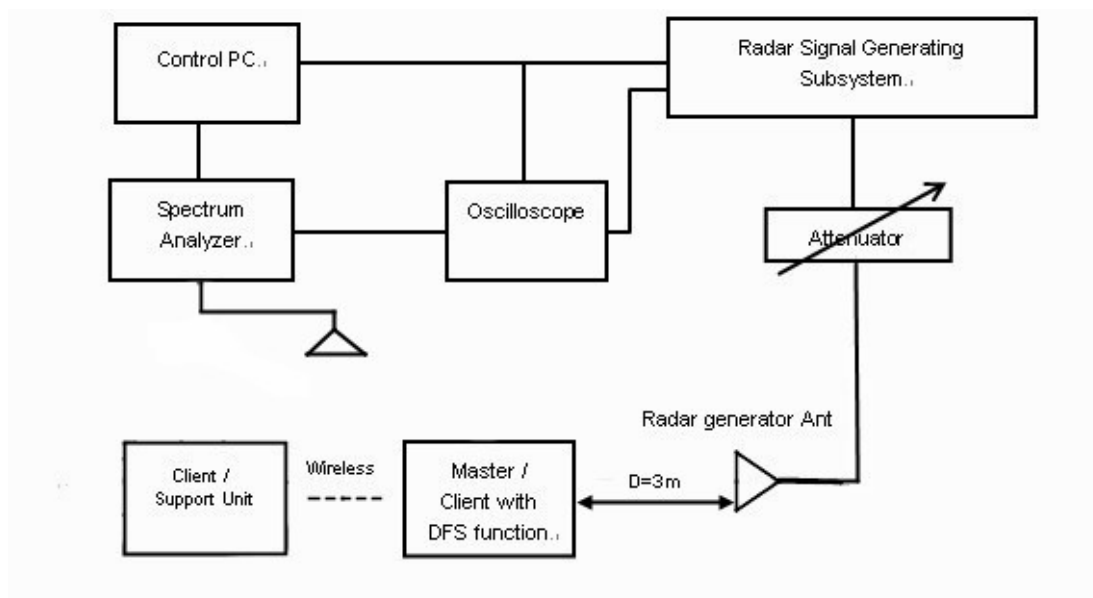 Control PC.
Radar Signal Generating
Subsystem.
Spectrum
Analyzer.
Oscilloscope
Attenuator
Radar generator Ant
Client /
Support Unit
Wireless
Master /
Client with
DFS function.
D=3m